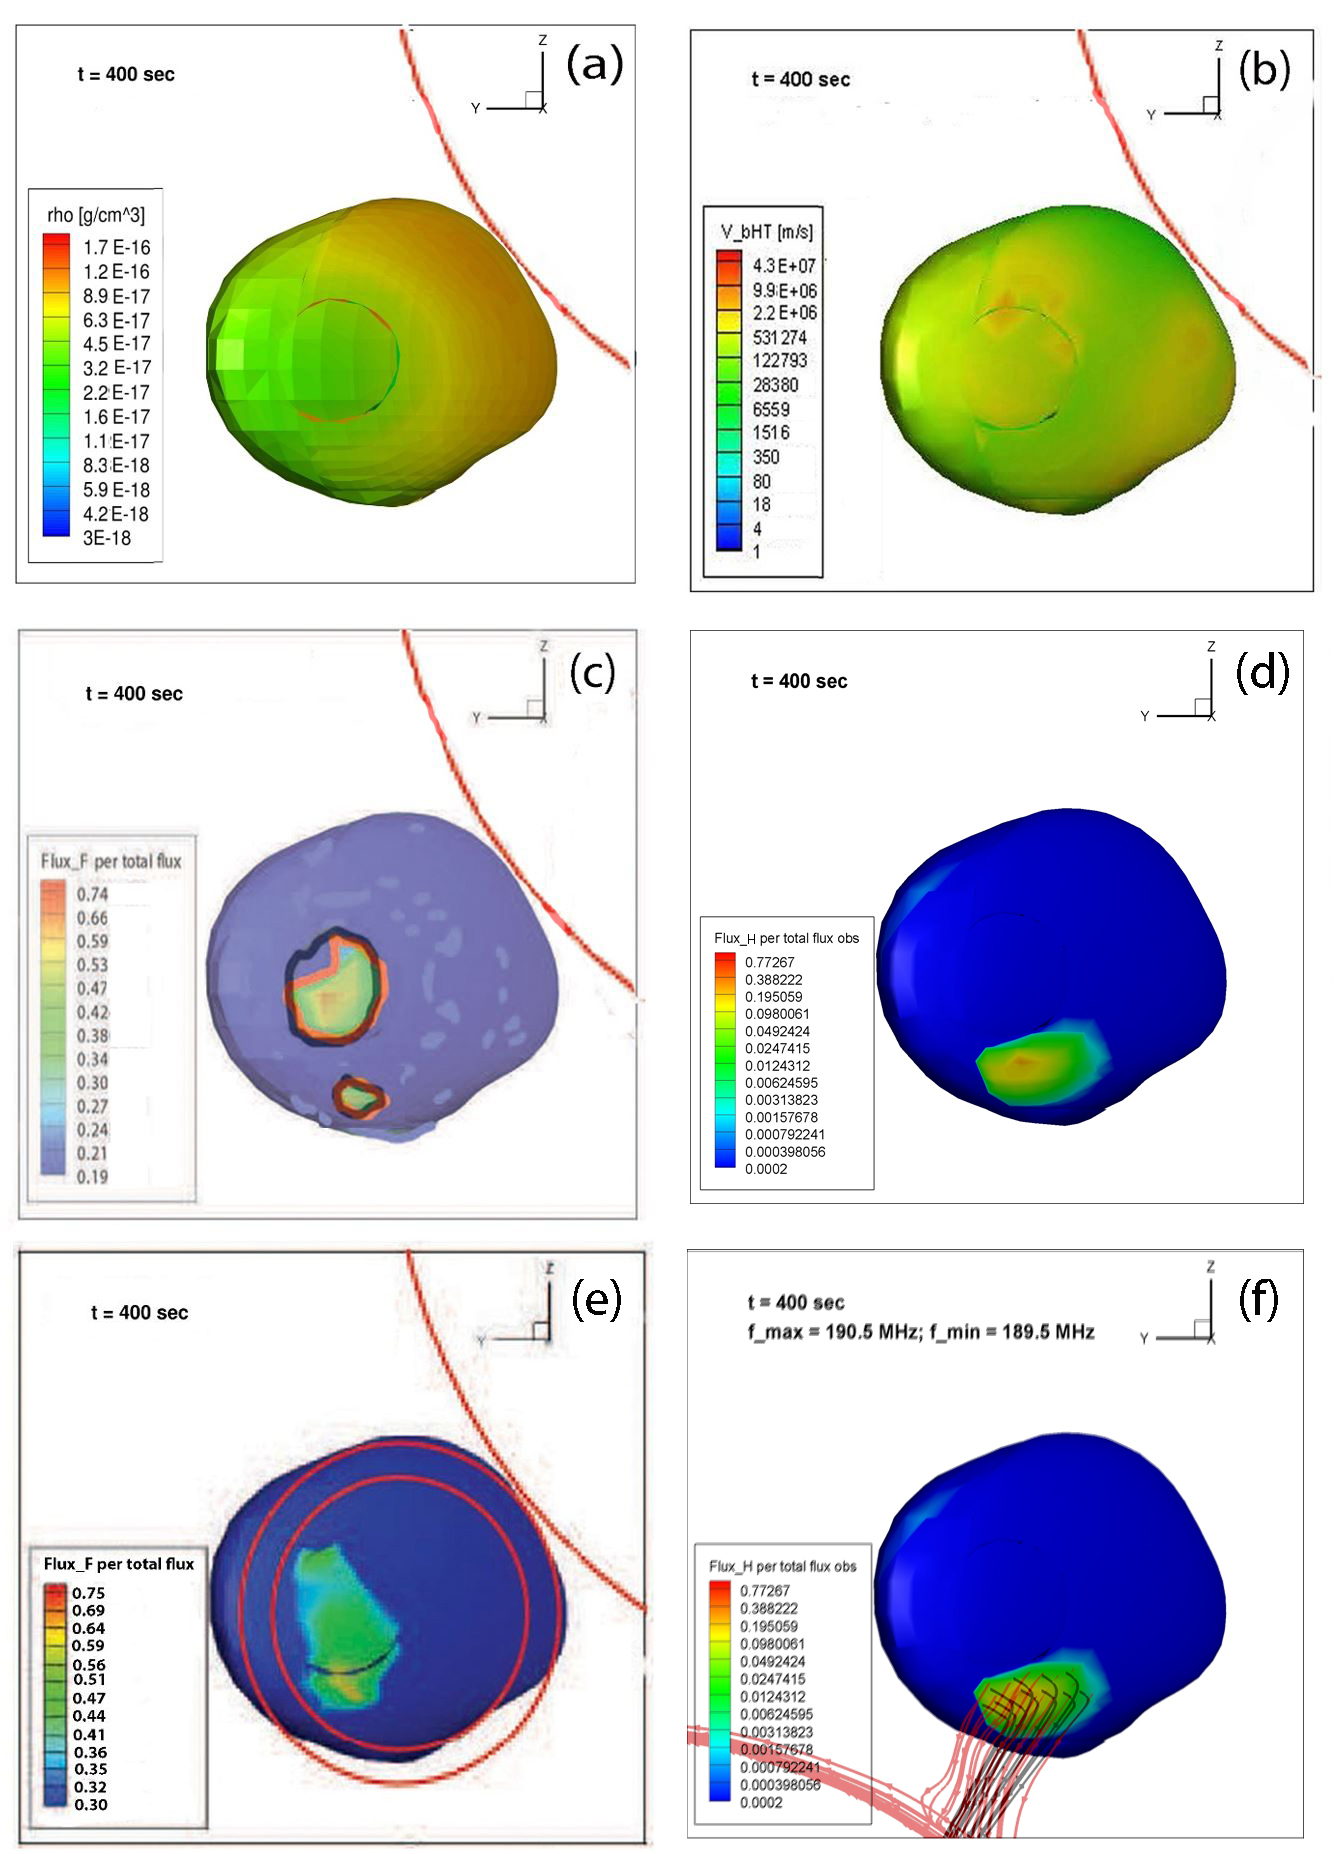 (a)
t = 400 sec
Z
Y
X
rho [g/cm^3]
1.7 E-16
1.2 E-16
8.9 E-17
6.3 E-17
4.5 E-17
3.2 E-17
2.2 E-17
1.6 E-17
1.1 E-17
8.3 E-18
5.9 E-18
4.2 E-18
3E-18
(b)
t = 400 sec
Z
Y
X
V_bHT [m/s]
4.3 E+07
9.9 E+06
2.2 E+06
531274
122793
28380
6559
1516
350
80
18
4
1
(c)
t = 400 sec
Z
Y
X
Flux_F per total flux
0.74
0.66
0.59
0.53
0.47
0.42
0.38
0.34
0.30
0.27
0.24
0.21
0.19
(d)
t = 400 sec
Z
Y
X
Flux_H per total flux obs
0.77267
0.388222
0.195059
0.0980061
0.0492424
0.0247415
0.0124312
0.00624595
0.00313823
0.00157678
0.000792241
0.000398056
0.0002
(e)
t = 400 sec
Z
Y
Flux_F per total flux
0.75
0.69
0.64
0.59
0.56
0.51
0.47
0.44
0.41
0.36
0.35
0.32
0.30
(f)
t = 400 sec
f_max = 190.5 MHz; f_min = 189.5 MHz
Z
Y
X
Flux_H per total flux obs
0.77267
0.388222
0.195059
0.0980061
0.0492424
0.0247415
0.0124312
0.00624595
0.00313823
0.00157678
0.000792241
0.000398056
0.0002